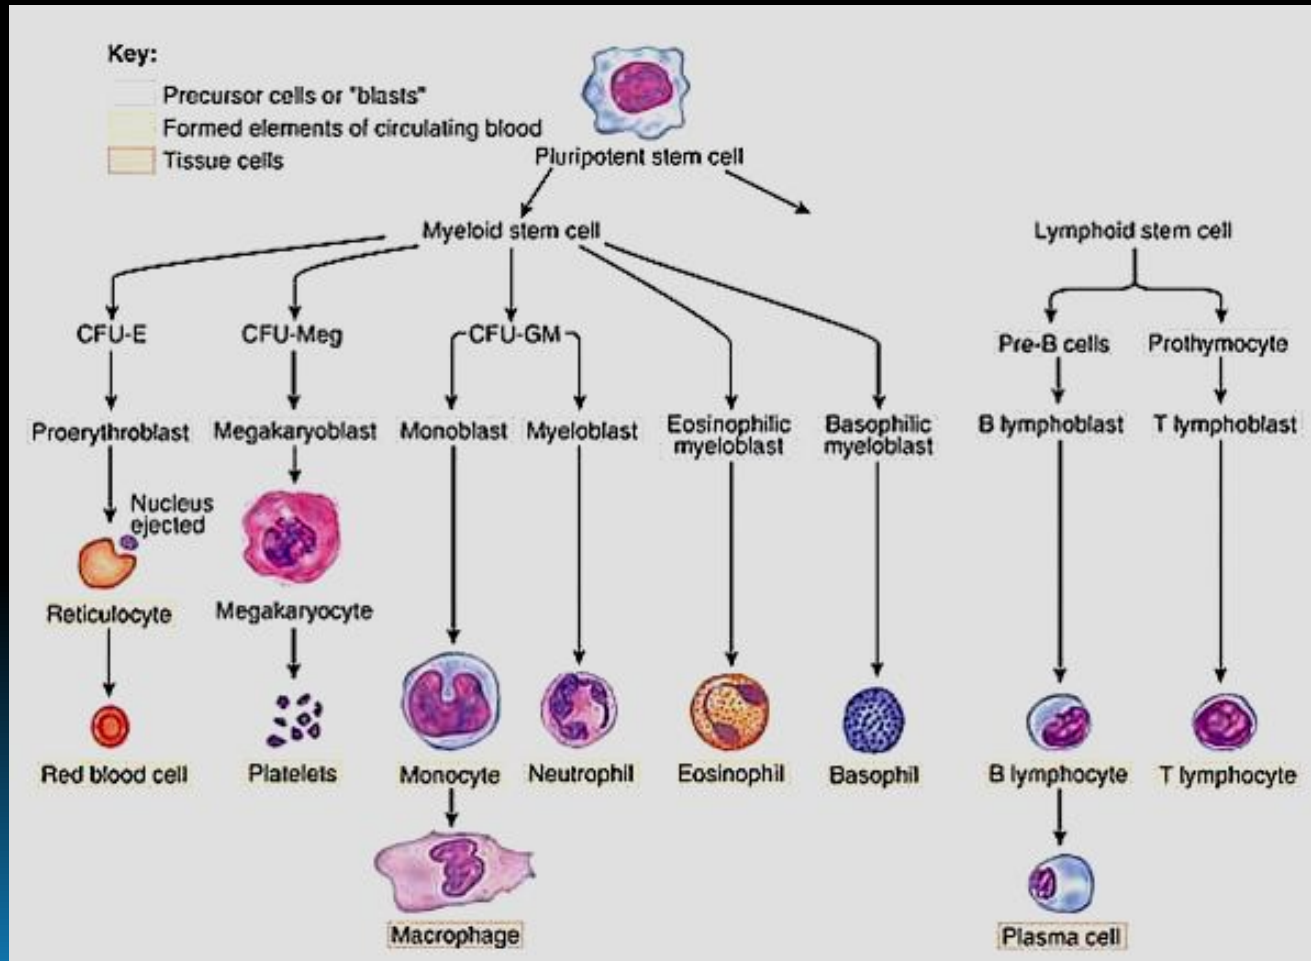 Key:
Precursor cells or "blasts"
Formed elements of circulating blood
Tissue cells
Pluripotent stem cell
Myeloid stem cell
Lymphoid stem cell
CFU-E
CFU-Meg
CFU-GM
Pre-B cells
Prothymocyte
Proerythroblast
Megakaryoblast
Monoblast
Myeloblast
Eosinophilic
myeloblast
Basophilic
myeloblast
B lymphoblast
T lymphoblast
Nucleus
ejected
Reticulocyte
Megakaryocyte
Red blood cell
Platelets
Monocyte
Neutrophil
Eosinophil
Basophil
B lymphocyte
T lymphocyte
Macrophage
Plasma cell